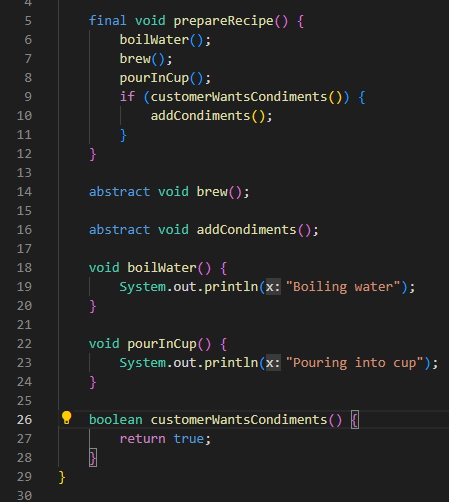 4
5 final void prepareRecipe() {
6 boilWater();
7 brew();
8 pourInCup();
9 if (customerWantsCondiments()) {
10 addCondiments();
11 }
12 }
13
14 abstract void brew();
15
16 abstract void addCondiments();
17
18 void boilWater() {
19 System.out.println(x: "Boiling water");
20 }
21
22 void pourInCup() {
23 System.out.println(x: "Pouring into cup");
24 }
25
26 boolean customerWantsCondiments() {
27 return true;
28 }
29 }
30